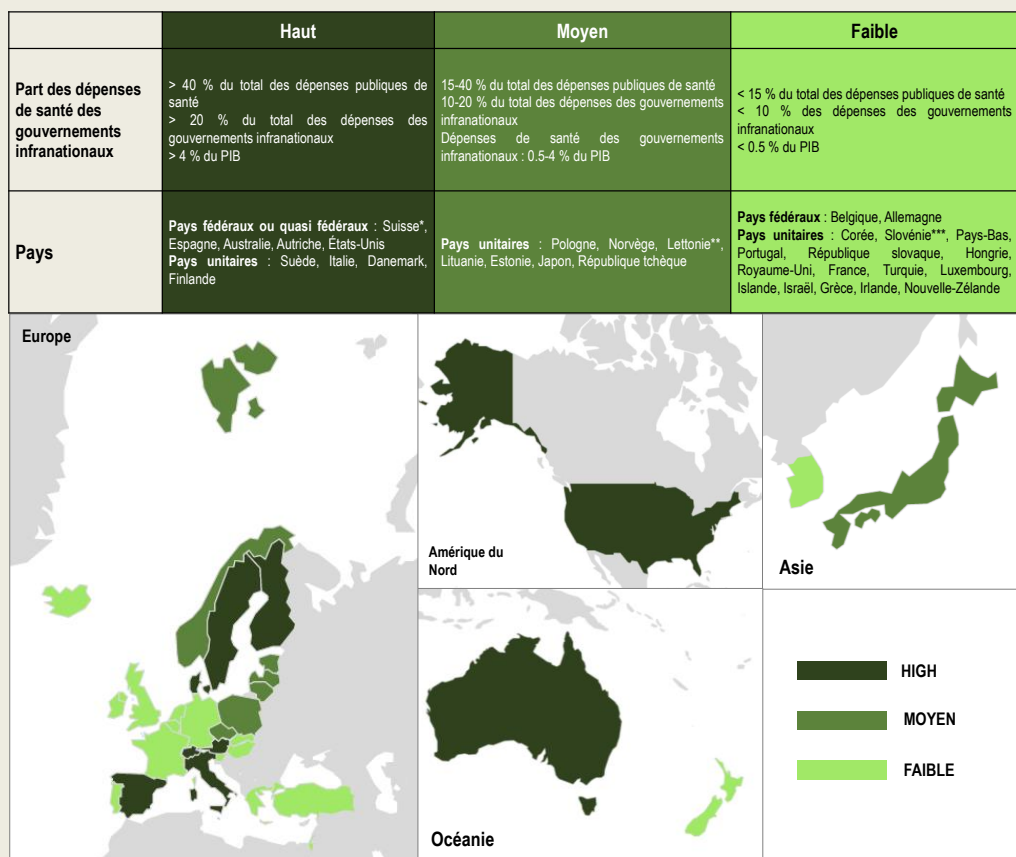 Haut
Moyen
Faible
Part des dépenses
de santé des
gouvernements
infranationaux
> 40 % du total des dépenses publiques de
santé
> 20 % du total des dépenses des
gouvernements infranationaux
> 4 % du PIB
15-40 % du total des dépenses publiques de santé
10-20 % du total des dépenses des gouvernements
infranationaux
Dépenses de santé des gouvernements
infranationaux : 0.5-4 % du PIB
< 15 % du total des dépenses publiques de santé
< 10 % des dépenses des gouvernements
infranationaux
< 0.5 % du PIB
Pays
Pays fédéraux ou quasi fédéraux : Suisse*,
Espagne, Australie, Autriche, États-Unis
Pays unitaires : Suède, Italie, Danemark,
Finlande
Pays unitaires : Pologne, Norvège, Lettonie**,
Lituanie, Estonie, Japon, République tchèque
Pays fédéraux : Belgique, Allemagne
Pays unitaires : Corée, Slovénie***, Pays-Bas,
Portugal, République slovaque, Hongrie,
Royaume-Uni, France, Turquie, Luxembourg,
Islande, Israël, Grèce, Irlande, Nouvelle-Zélande
Europe
Amérique du
Nord
Asie
Océanie
HIGH
MOYEN
FAIBLE